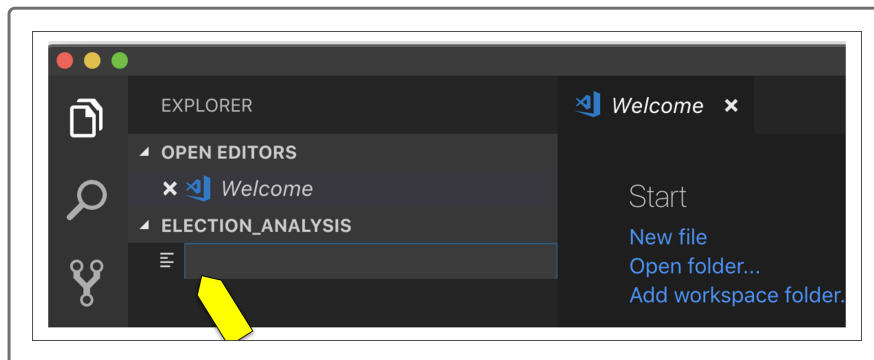 EXPLORER
OPEN EDITORS
Welcome
ELECTION_ANALYSIS
Welcome
Start
New file
Open folder...
Add workspace folder.